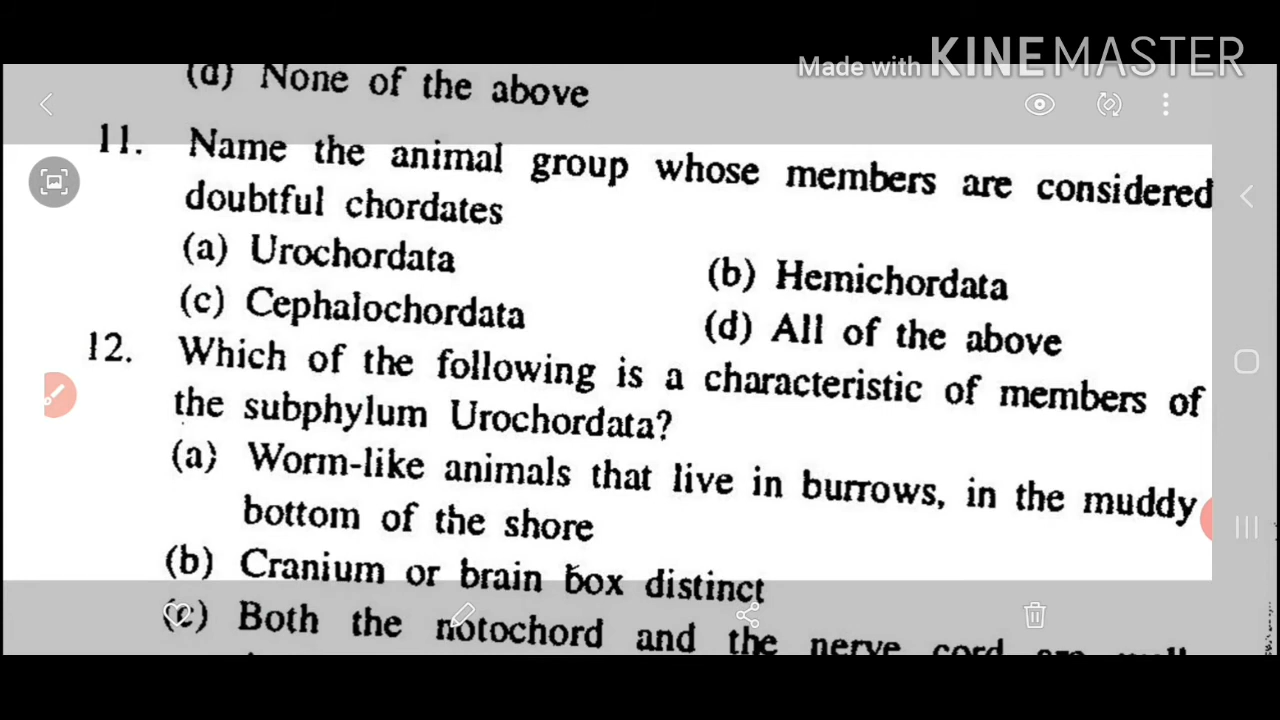 Made with KINEMASTER
(d) None of the above
11. Name the animal group whose members are considered
doubtful chordates
(a) Urochordata (b) Hemichordata
(c) Cephalochordata (d) All of the above
12. Which of the following is a characteristic of members of
the subphylum Urochordata?
(a) Worm-like animals that live in burrows, in the muddy
bottom of the shore
(b) Cranium or brain box distinct
(c) Both the notochord and the nerve cord are well